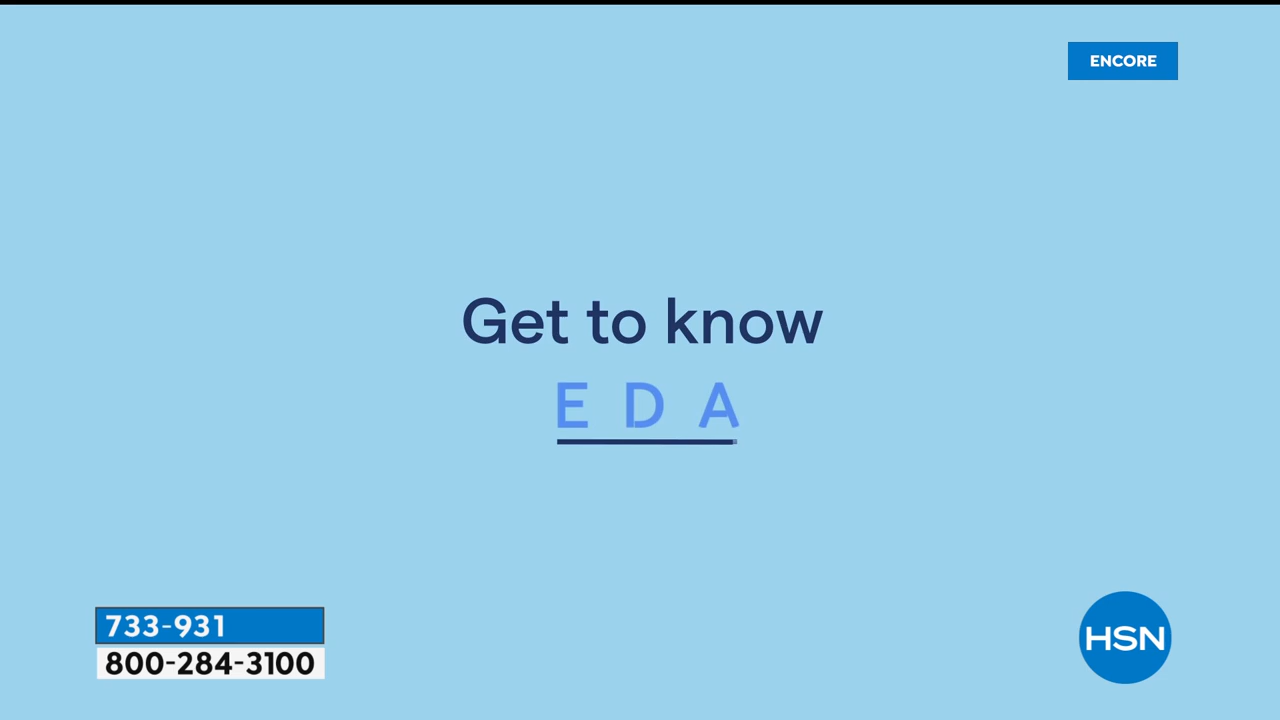 ENCORE
Get to know
E D A
733-931
800-284-3100
HSN